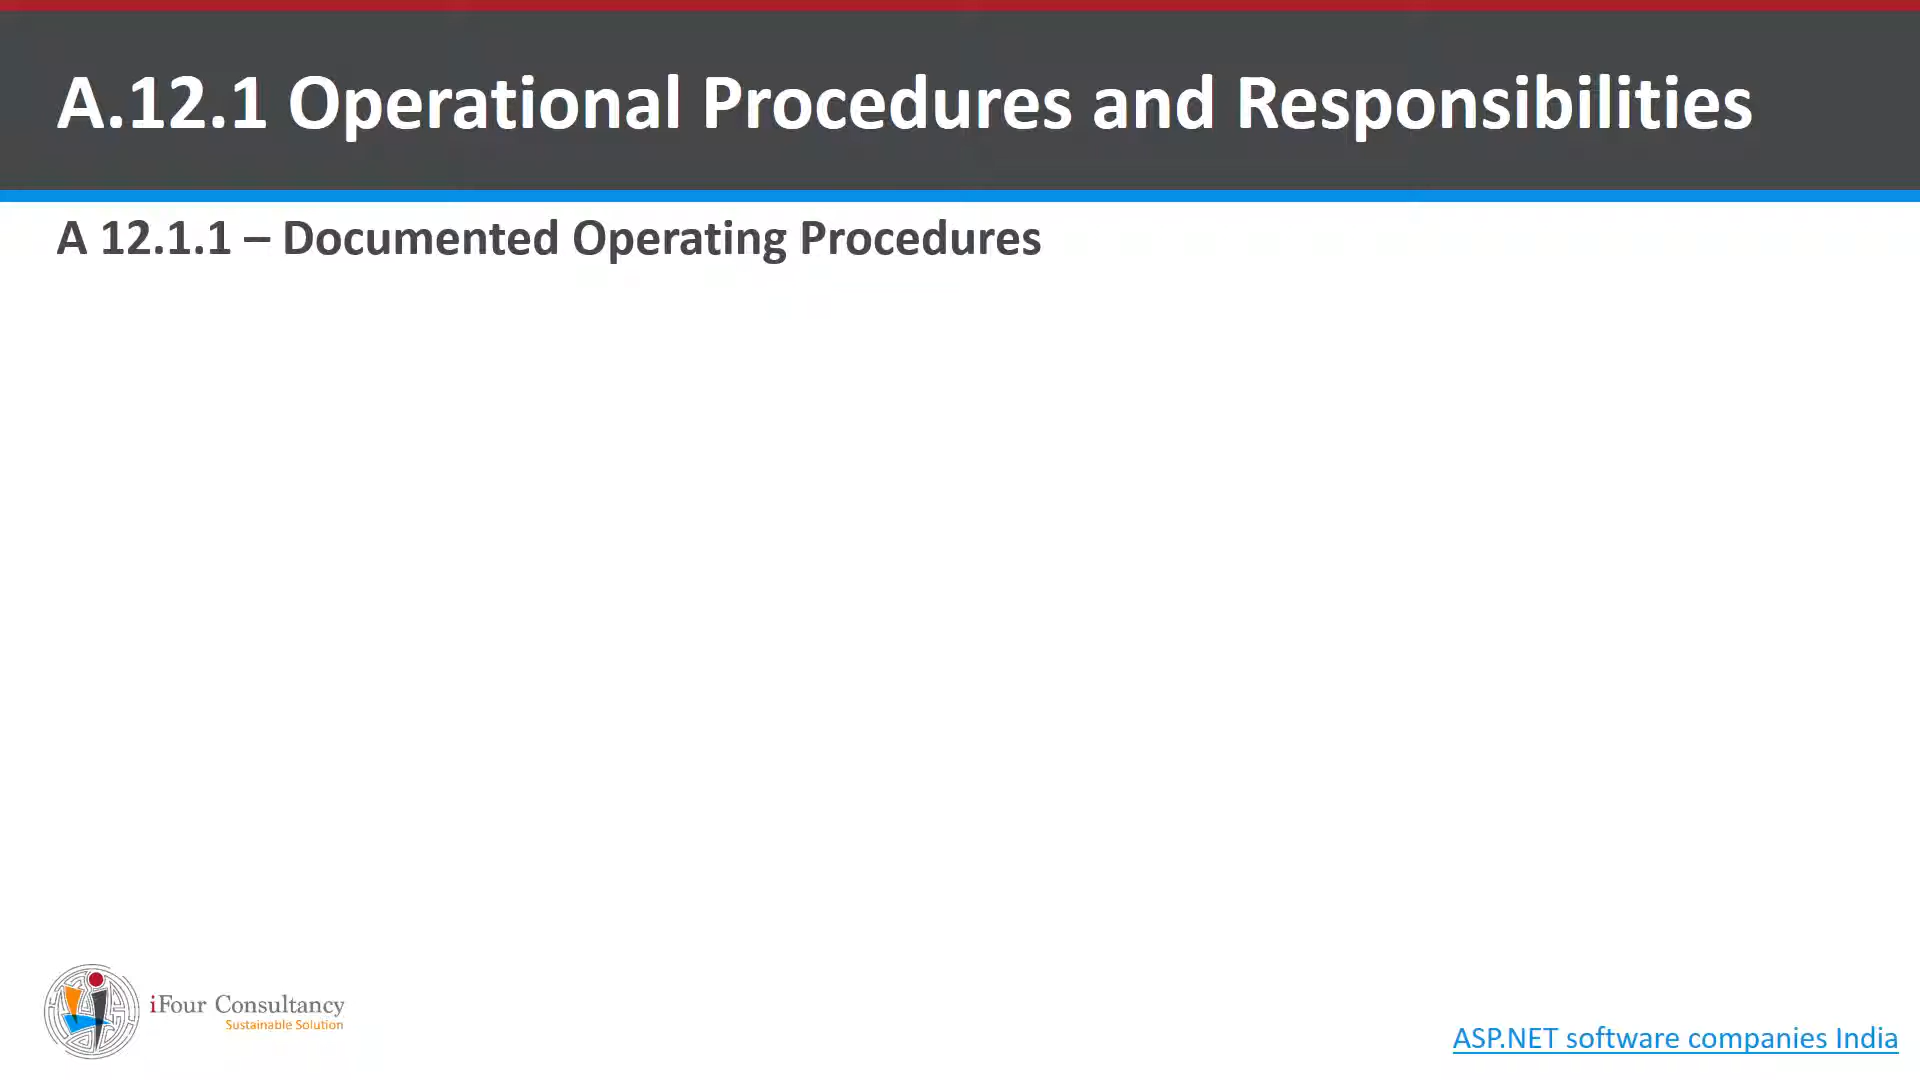 A.12.1 Operational Procedures and Responsibilities
A 12.1.1 – Documented Operating Procedures
iFour Consultancy
Sustainable Solution
ASP.NET software companies India